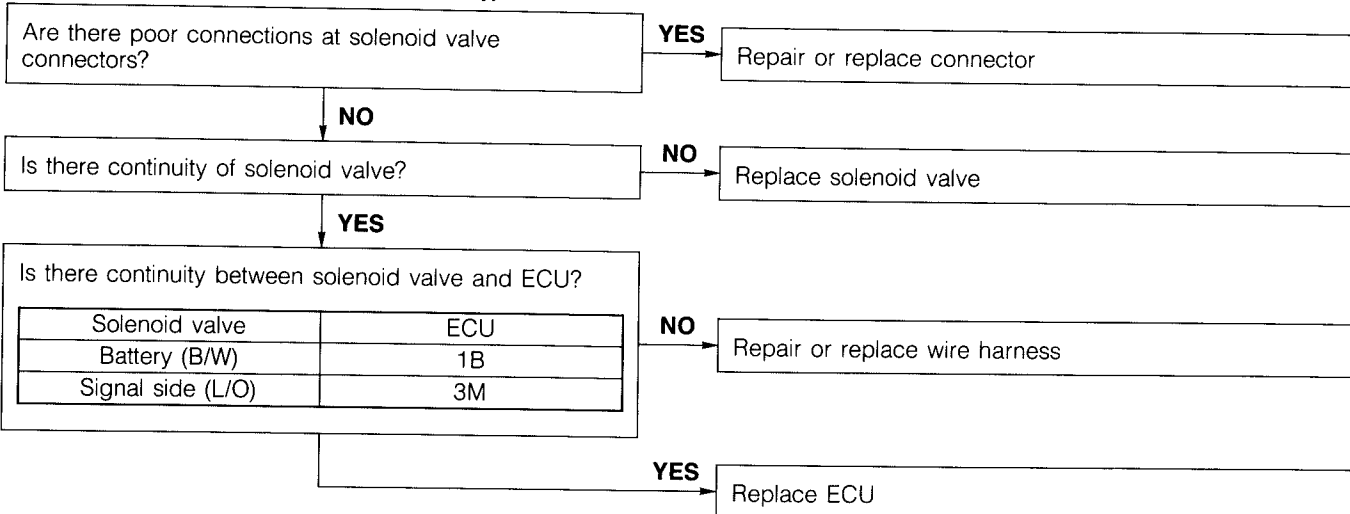 Are there poor connections at solenoid valve
connectors?
YES
Repair or replace connector
NO
Is there continuity of solenoid valve?
NO
Replace solenoid valve
YES
Is there continuity between solenoid valve and ECU?
Solenoid valve ECU
Battery (B/W) 1B
Signal side (L/O) 3M
NO
Repair or replace wire harness
YES
Replace ECU